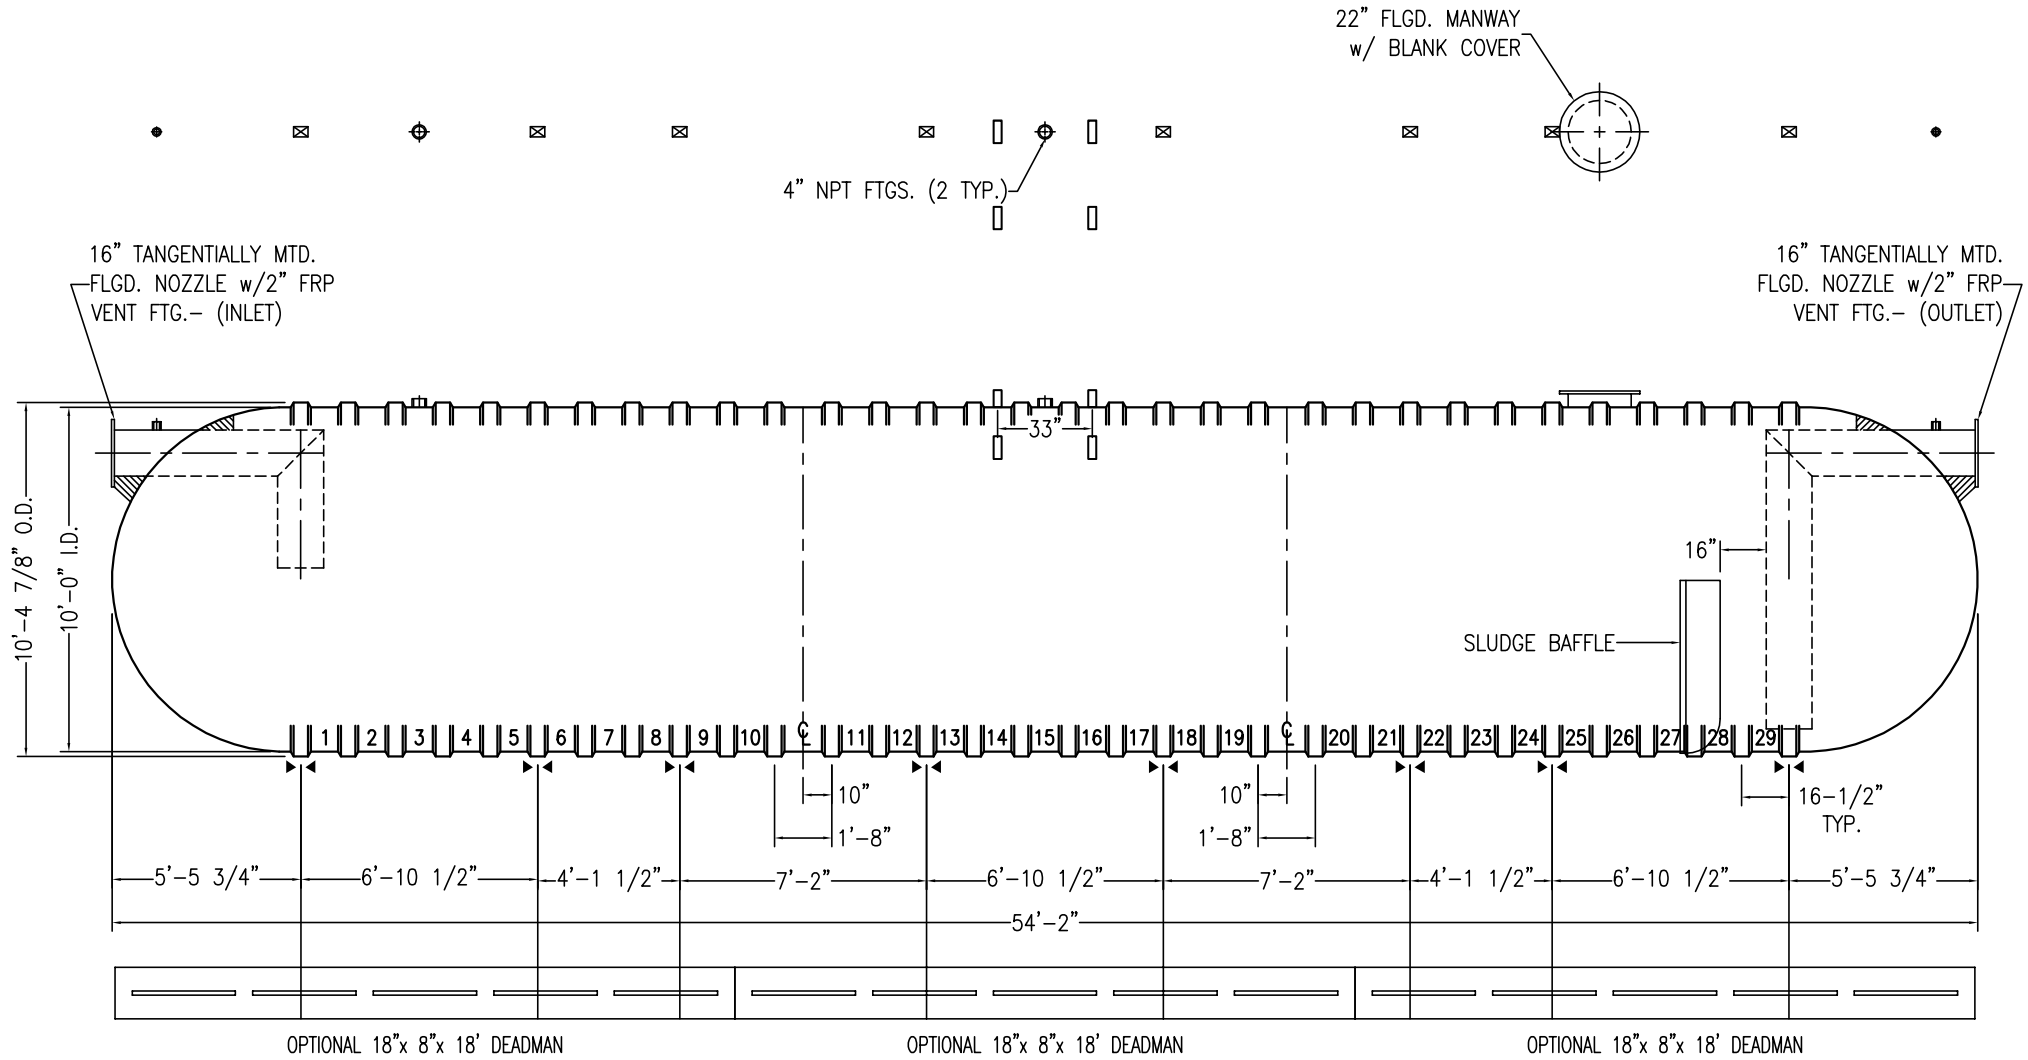 22” FLGD. MANWAY
w/ BLANK COVER
4” NPT FTGS. (2 TYP.)
16” TANGENTIALLY MTD.
FLGD. NOZZLE w/2” FRP
VENT FTG.– (INLET)
16” TANGENTIALLY MTD.
FLGD. NOZZLE w/2” FRP
VENT FTG.– (OUTLET)
33”
10’–4 7/8” O.D.
10’–0” I.D.
16”
SLUDGE BAFFLE
1 2 3 4 5 6 7 8 9 10 ℄ 11 12 13 14 15 16 17 18 19 ℄ 20 21 22 23 24 25 26 27 28 29
10” 10” 16–1/2”
TYP.
1’–8” 1’–8”
5’–5 3/4” 6’–10 1/2” 4’–1 1/2” 7’–2” 6’–10 1/2” 7’–2” 4’–1 1/2” 6’–10 1/2” 5’–5 3/4”
54’–2”
OPTIONAL 18”x 8”x 18’ DEADMAN OPTIONAL 18”x 8”x 18’ DEADMAN OPTIONAL 18”x 8”x 18’ DEADMAN